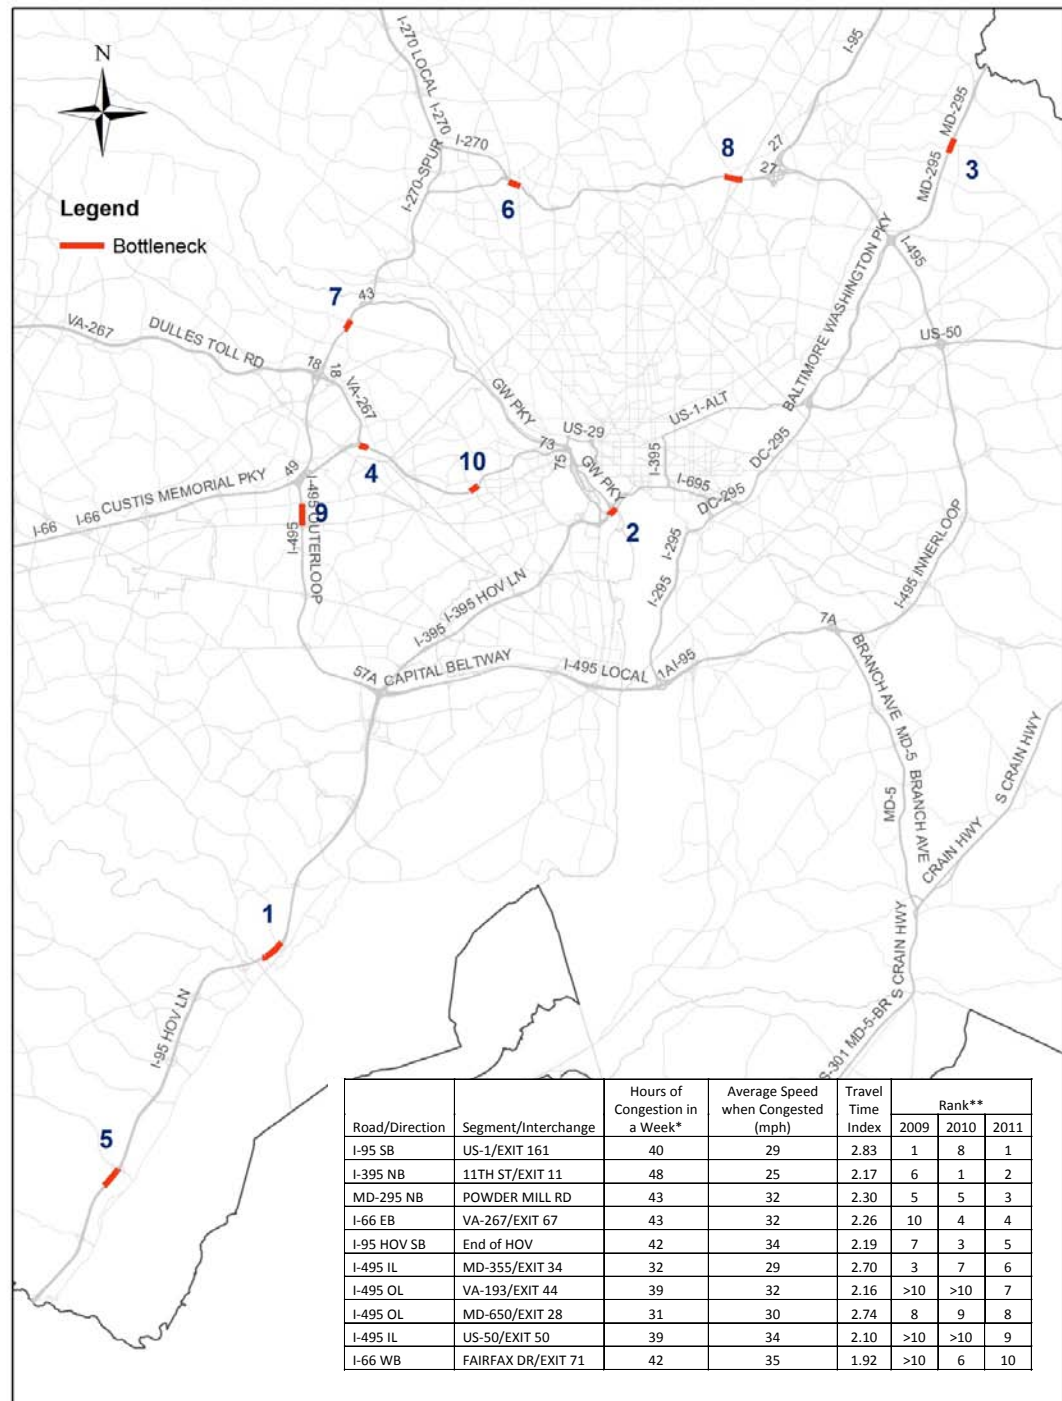 N
Legend
Bottleneck
I-270 LOCAL
I-270
I-270
I-270-SPUR
I-95
27
27
MD-295
MD-295
8
3
6
I-495
7
43
VA-267
DULLES TOLL RD
18
18
VA-267
GW PKY
BALTIMORE WASHINGTON PKY
US-50
US-1-ALT
US-29
73
75
GW PKY
I-395
I-695
DC-295
DC-295
4
10
49
CUSTIS MEMORIAL PKY
I-66
I-66
I-495 OUTERLOOP
I-495
9
2
I-295
I-295
I-495 INNERLOOP
I-395 HOV LN
I-395
7A
57A
CAPITAL BELTWAY
I-495 LOCAL
1A
I-95
BRANCH AVE
MD-5
BRANCH AVE
MD-5
S CRAIN HWY
CRAIN HWY
S CRAIN HWY
MD-5-BR
S-301
1
I-95 HOV LN
5
Road/Direction Segment/Interchange Hours of Congestion in a Week* Average Speed when Congested (mph) Travel Time Index Rank**
2009 2010 2011
I-95 SB US-1/EXIT 161 40 29 2.83 1 8 1
I-395 NB 11TH ST/EXIT 11 48 25 2.17 6 1 2
MD-295 NB POWDER MILL RD 43 32 2.30 5 5 3
I-66 EB VA-267/EXIT 67 43 32 2.26 10 4 4
I-95 HOV SB End of HOV 42 34 2.19 7 3 5
I-495 IL MD-355/EXIT 34 32 29 2.70 3 7 6
I-495 OL VA-193/EXIT 44 39 32 2.16 >10 >10 7
I-495 OL MD-650/EXIT 28 31 30 2.74 8 9 8
I-495 IL US-50/EXIT 50 39 34 2.10 >10 >10 9
I-66 WB FAIRFAX DR/EXIT 71 42 35 1.92 >10 6 10